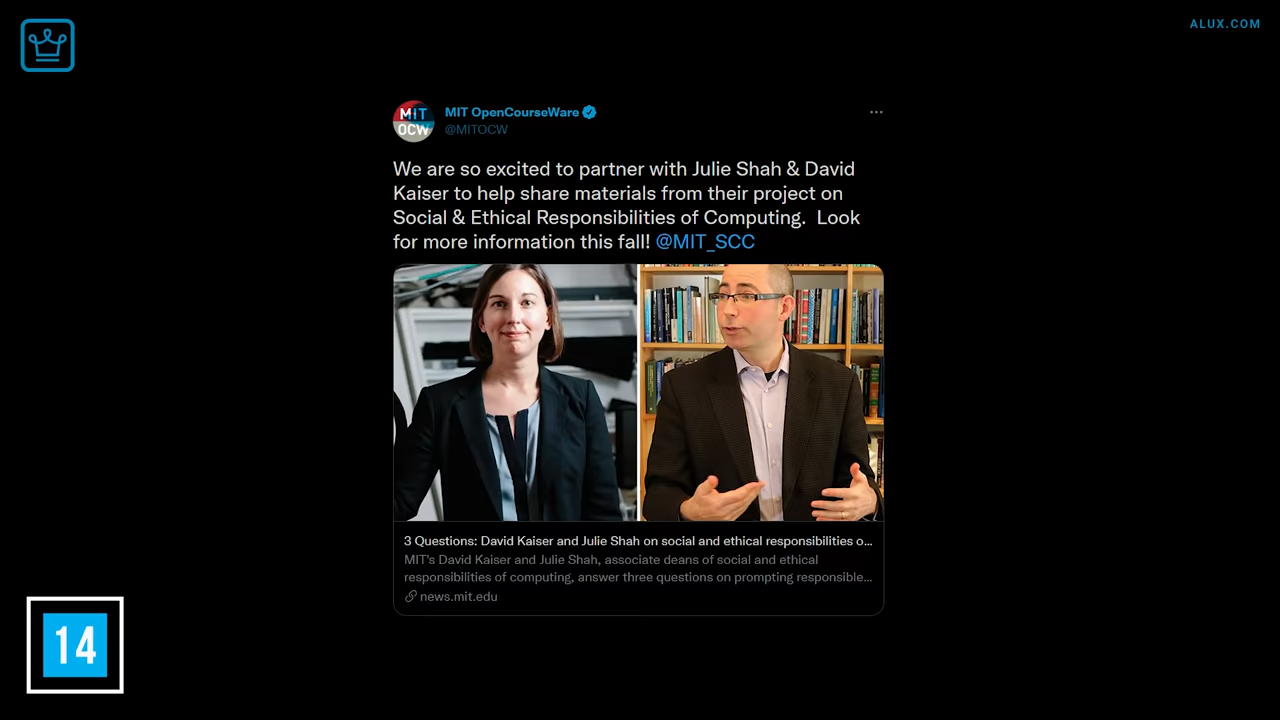 ALUX.COM
MIT OCW
MIT OpenCourseWare
@MITOCW
We are so excited to partner with Julie Shah & David
Kaiser to help share materials from their project on
Social & Ethical Responsibilities of Computing.  Look
for more information this fall! @MIT_SCC
3 Questions: David Kaiser and Julie Shah on social and ethical responsibilities o...
MIT's David Kaiser and Julie Shah, associate deans of social and ethical
responsibilities of computing, answer three questions on prompting responsible...
news.mit.edu
14